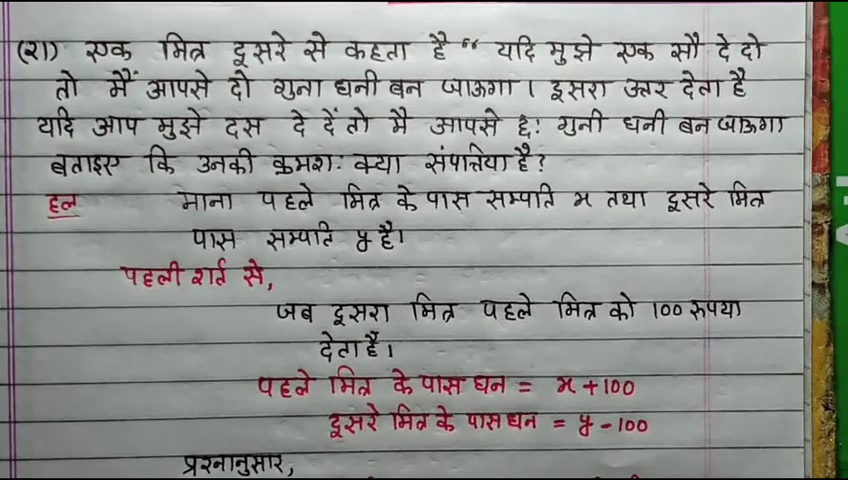 (२1) एक मित्र दूसरे से कहता है “ यदि मुझे एक सौ दे दो
तो मैं आपसे दो गुना धनी बन जाऊगा । दूसरा उत्तर देता है
यदि आप मुझे दस दे दें तो मै आपसे छ: गुनी धनी बन जाऊगा
बताइए कि उनकी क्रमश: क्या संपत्तिया है ?
हल माना पहले मित्र के पास सम्पति x तथा दूसरे मित्र
पास सम्पति y है।
पहली शर्त से,
जब दूसरा मित्र पहले मित्र को 100 रुपया
देता है।
पहले मित्र के पास धन = x + 100
दूसरे मित्र के पास धन = y - 100
प्रश्नानुसार,